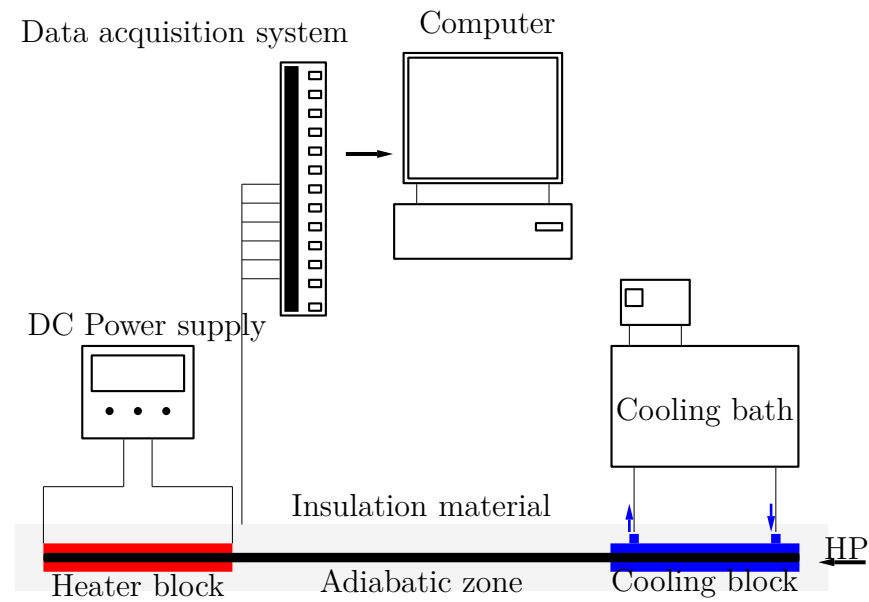 Data acquisition system
Computer
DC Power supply
Cooling bath
Insulation material
HP
Heater block
Adiabatic zone
Cooling block